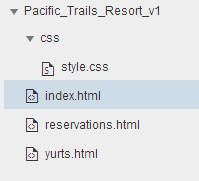 Pacific_Trails_Resort_v1
css
style.css
index.html
reservations.html
yurts.html